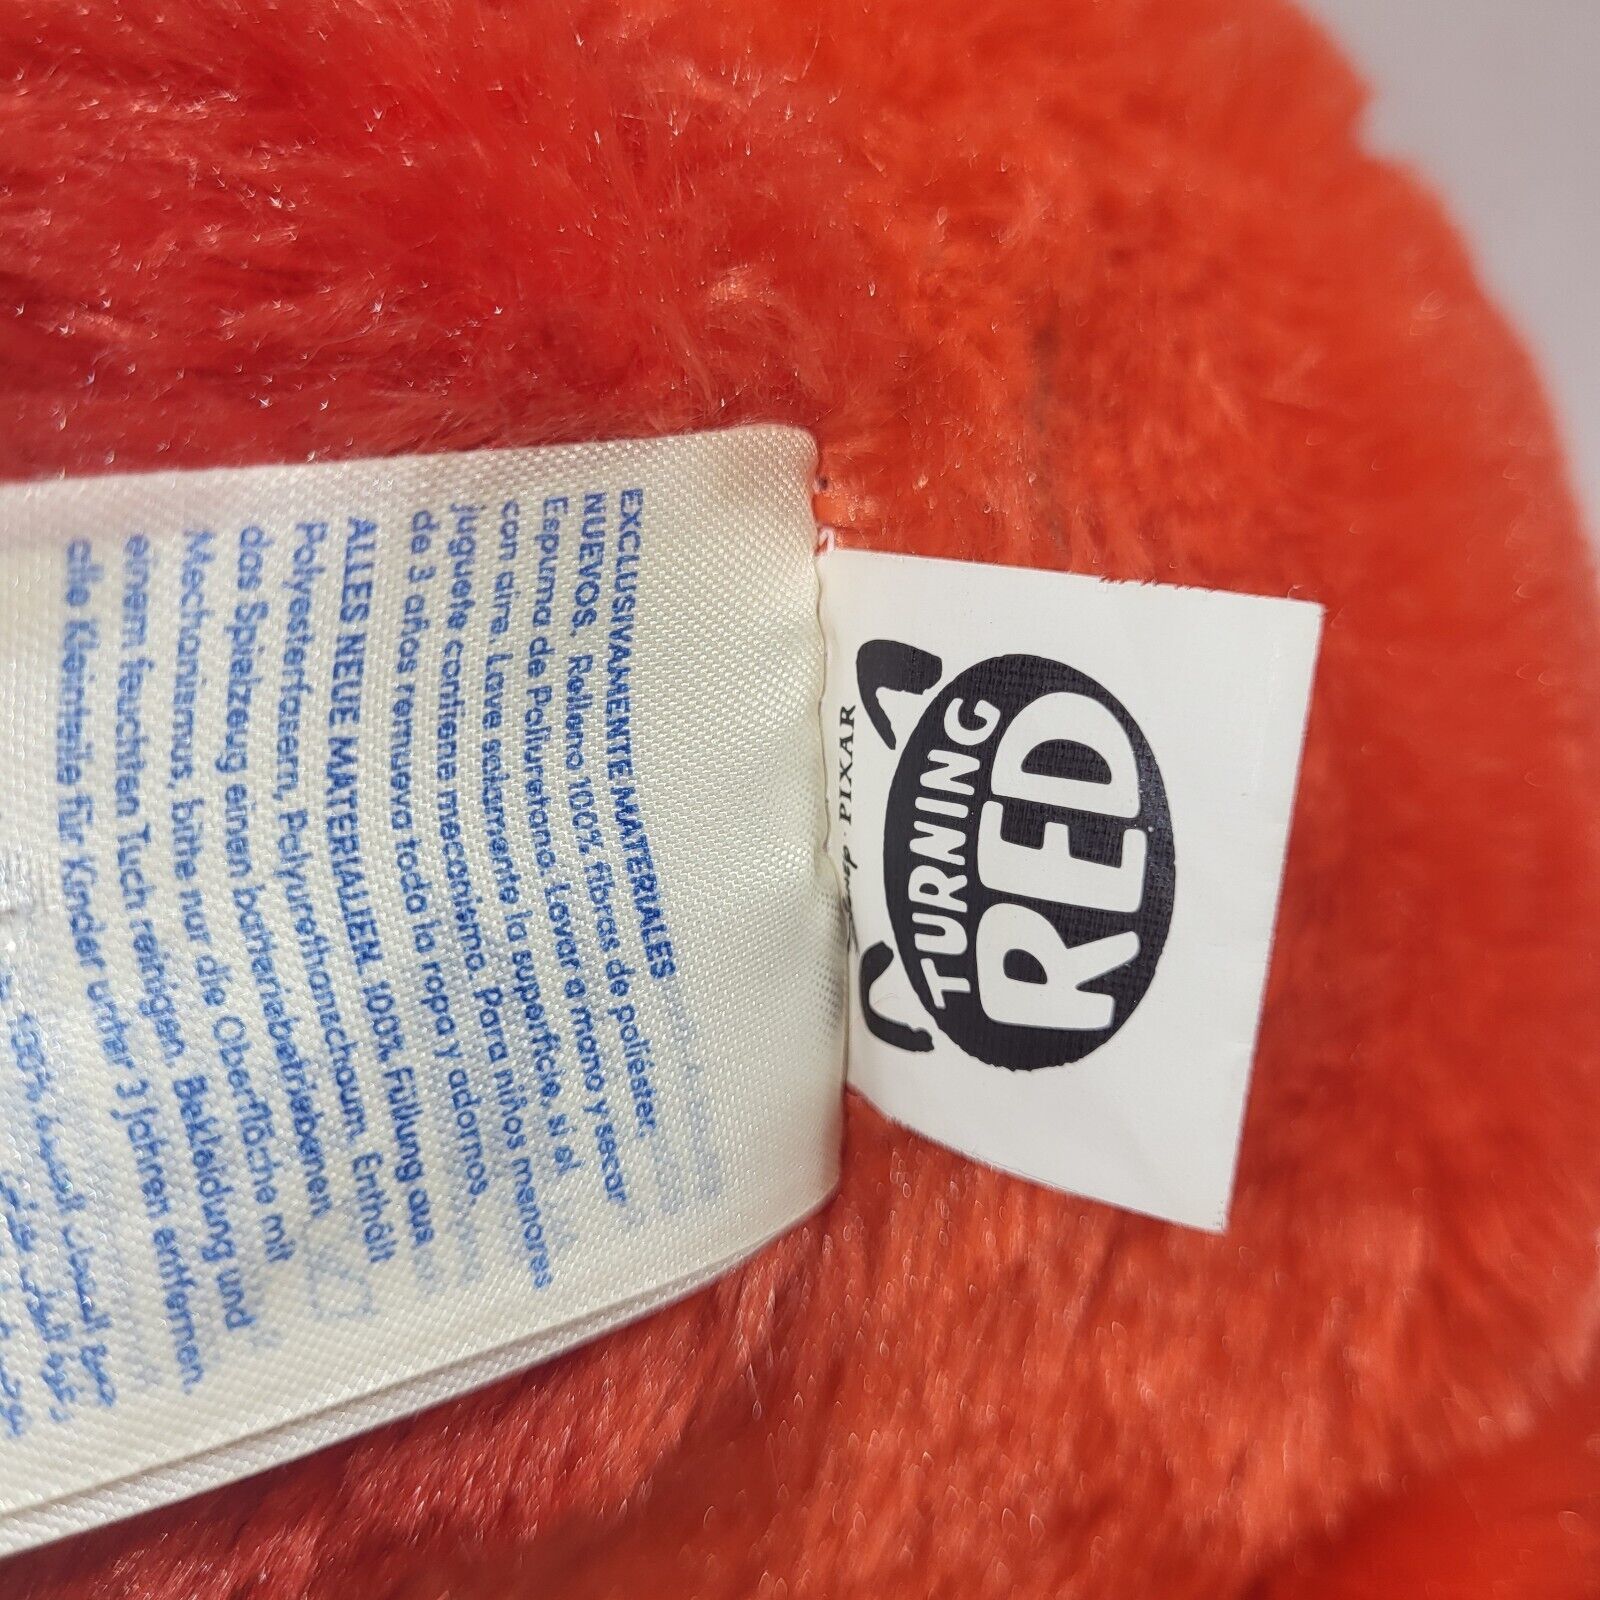 EXCLUSIVAMENTE MATERIALES
NUEVOS. Relleno 100% fibras de poliéster,
Espuma de Poliuretano. Lavar a mano y secar
con aire. Lave solamente la superficie, si el
juguete contiene mecanismo. Para niños menores
de 3 años remueva toda la ropa y adornos.
ALLES NEUE MATERIALIEN. 100% Füllung aus
Polyesterfasern, Polyurethanschaum. Enthält
das Spielzeug einen batteriebetriebenen
Mechanismus, bitte nur die Oberfläche mit
einem feuchten Tuch reinigen. Bekleidung und
die Kleinteile für Kinder unter 3 Jahren entfernen.
Disney · PIXAR
TURNING
RED